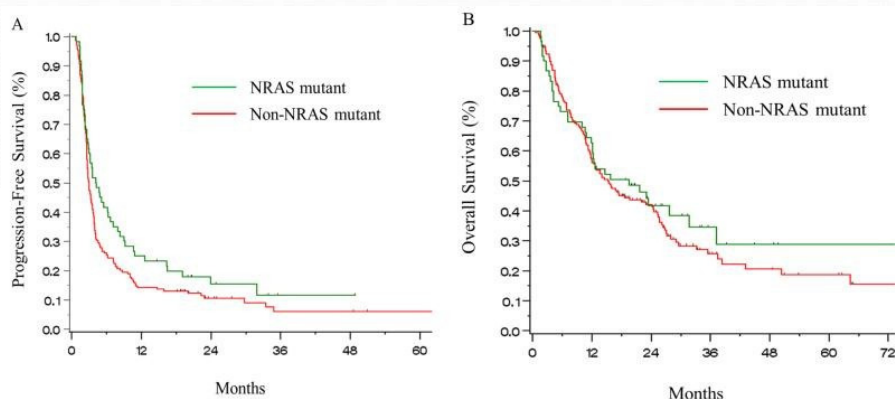 A
1.0
0.9
0.8
0.7
0.6
0.5
0.4
0.3
0.2
0.1
0.0
Progression-Free Survival (%)
NRAS mutant
Non-NRAS mutant
0 12 24 36 48 60
Months
B
1.0
0.9
0.8
0.7
0.6
0.5
0.4
0.3
0.2
0.1
0.0
Overall Survival (%)
NRAS mutant
Non-NRAS mutant
0 12 24 36 48 60 72
Months